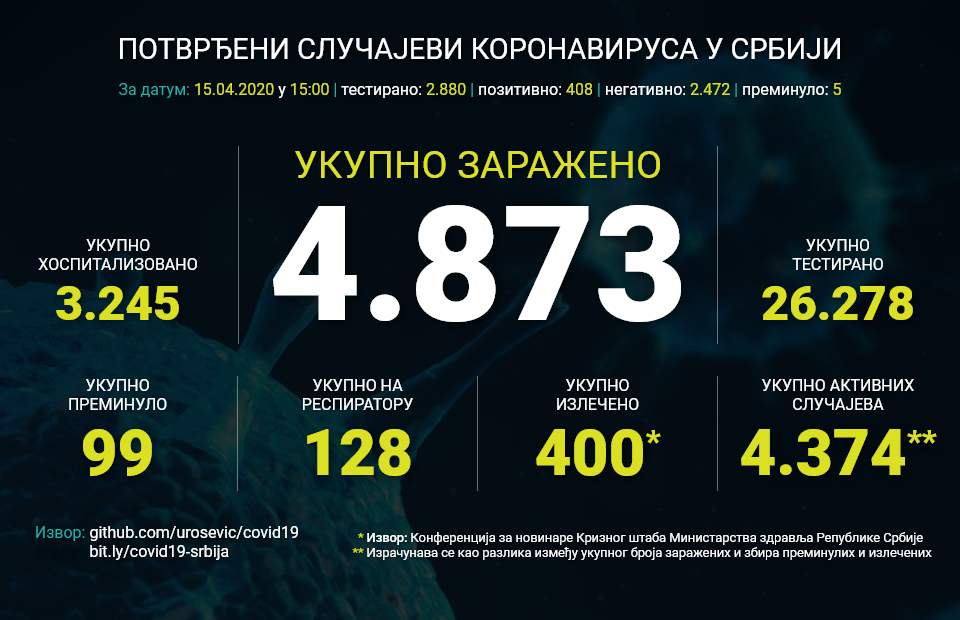 ПОТВРЂЕНИ СЛУЧАЈЕВИ КОРОНАВИРУСА У СРБИЈИ
За датум: 15.04.2020 у 15:00 | тестирано: 2.880 | позитивно: 408 | негативно: 2.472 | преминуло: 5
УКУПНО ЗАРАЖЕНО
4.873
УКУПНО
ХОСПИТАЛИЗОВАНО
3.245
УКУПНО
ТЕСТИРАНО
26.278
УКУПНО
ПРЕМИНУЛО
99
УКУПНО НА
РЕСПИРАТОРУ
128
УКУПНО
ИЗЛЕЧЕНО
400*
УКУПНО АКТИВНИХ
СЛУЧАЈЕВА
4.374**
Извор: github.com/urosevic/covid19
bit.ly/covid19-srbija
* Извор: Конференција за новинаре Кризног штаба Министарства здравља Републике Србије
** Израчунава се као разлика између укупног броја заражених и збира преминулих и излечених